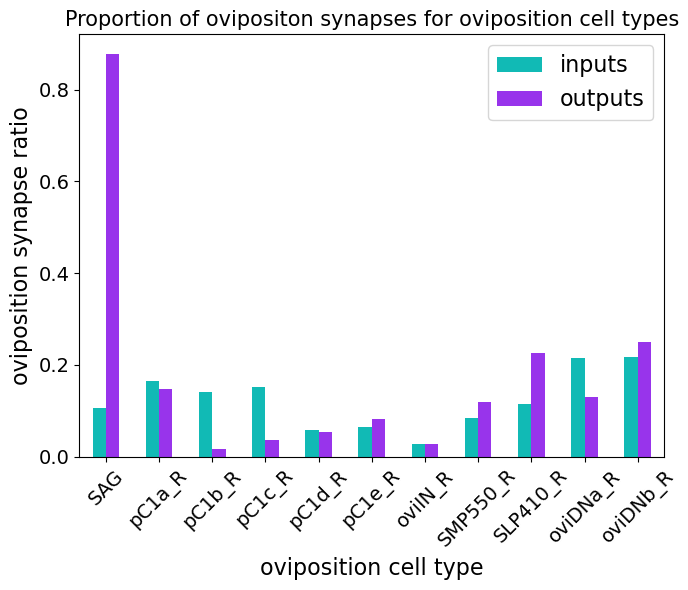 Proportion of ovipositon synapses for oviposition cell types
inputs
outputs
oviposition synapse ratio
0.8
0.6
0.4
0.2
0.0
SAG
pC1a_R
pC1b_R
pC1c_R
pC1d_R
pC1e_R
oviIN_R
SMP550_R
SLP410_R
oviDNa_R
oviDNb_R
oviposition cell type